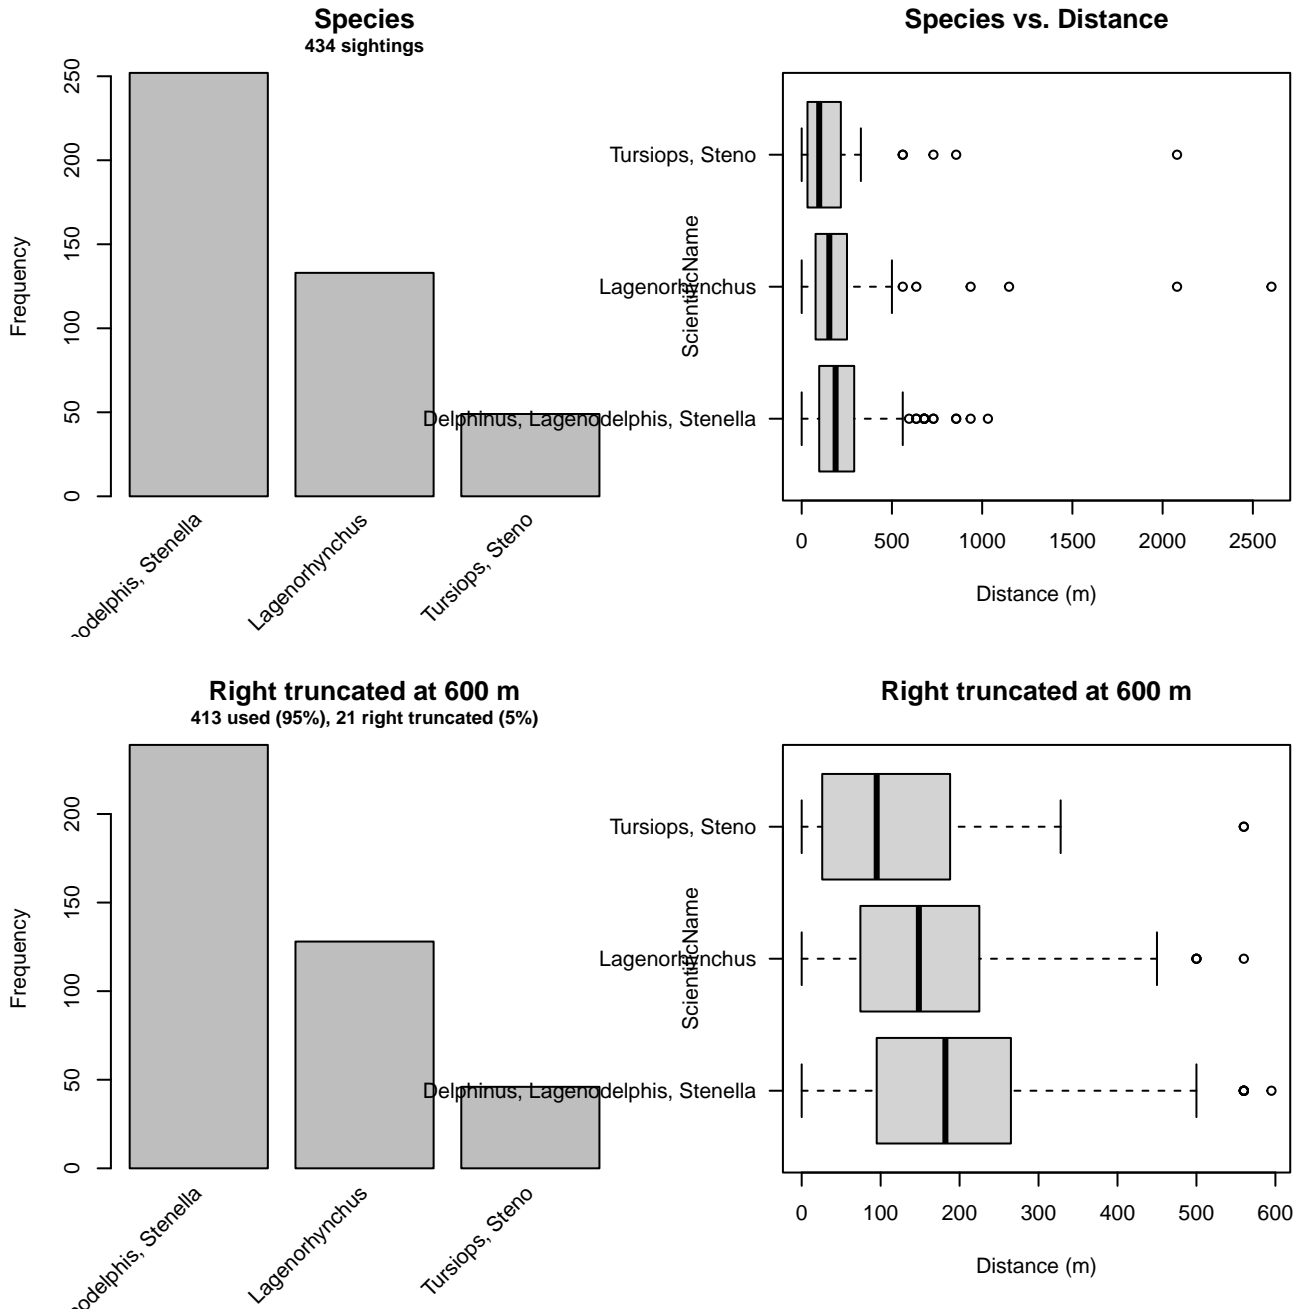 Species
434 sightings
Frequency
0
50
100
150
200
250
nodelphis, Stenella
Lagenorhynchus
Tursiops, Steno
Species vs. Distance
ScientificName
Tursiops, Steno
Lagenorhynchus
Delphinus, Lagenodelphis, Stenella
0 500 1000 1500 2000 2500
Distance (m)
Right truncated at 600 m
413 used (95%), 21 right truncated (5%)
Frequency
0
50
100
150
200
nodelphis, Stenella
Lagenorhynchus
Tursiops, Steno
Right truncated at 600 m
ScientificName
Tursiops, Steno
Lagenorhynchus
Delphinus, Lagenodelphis, Stenella
0 100 200 300 400 500 600
Distance (m)